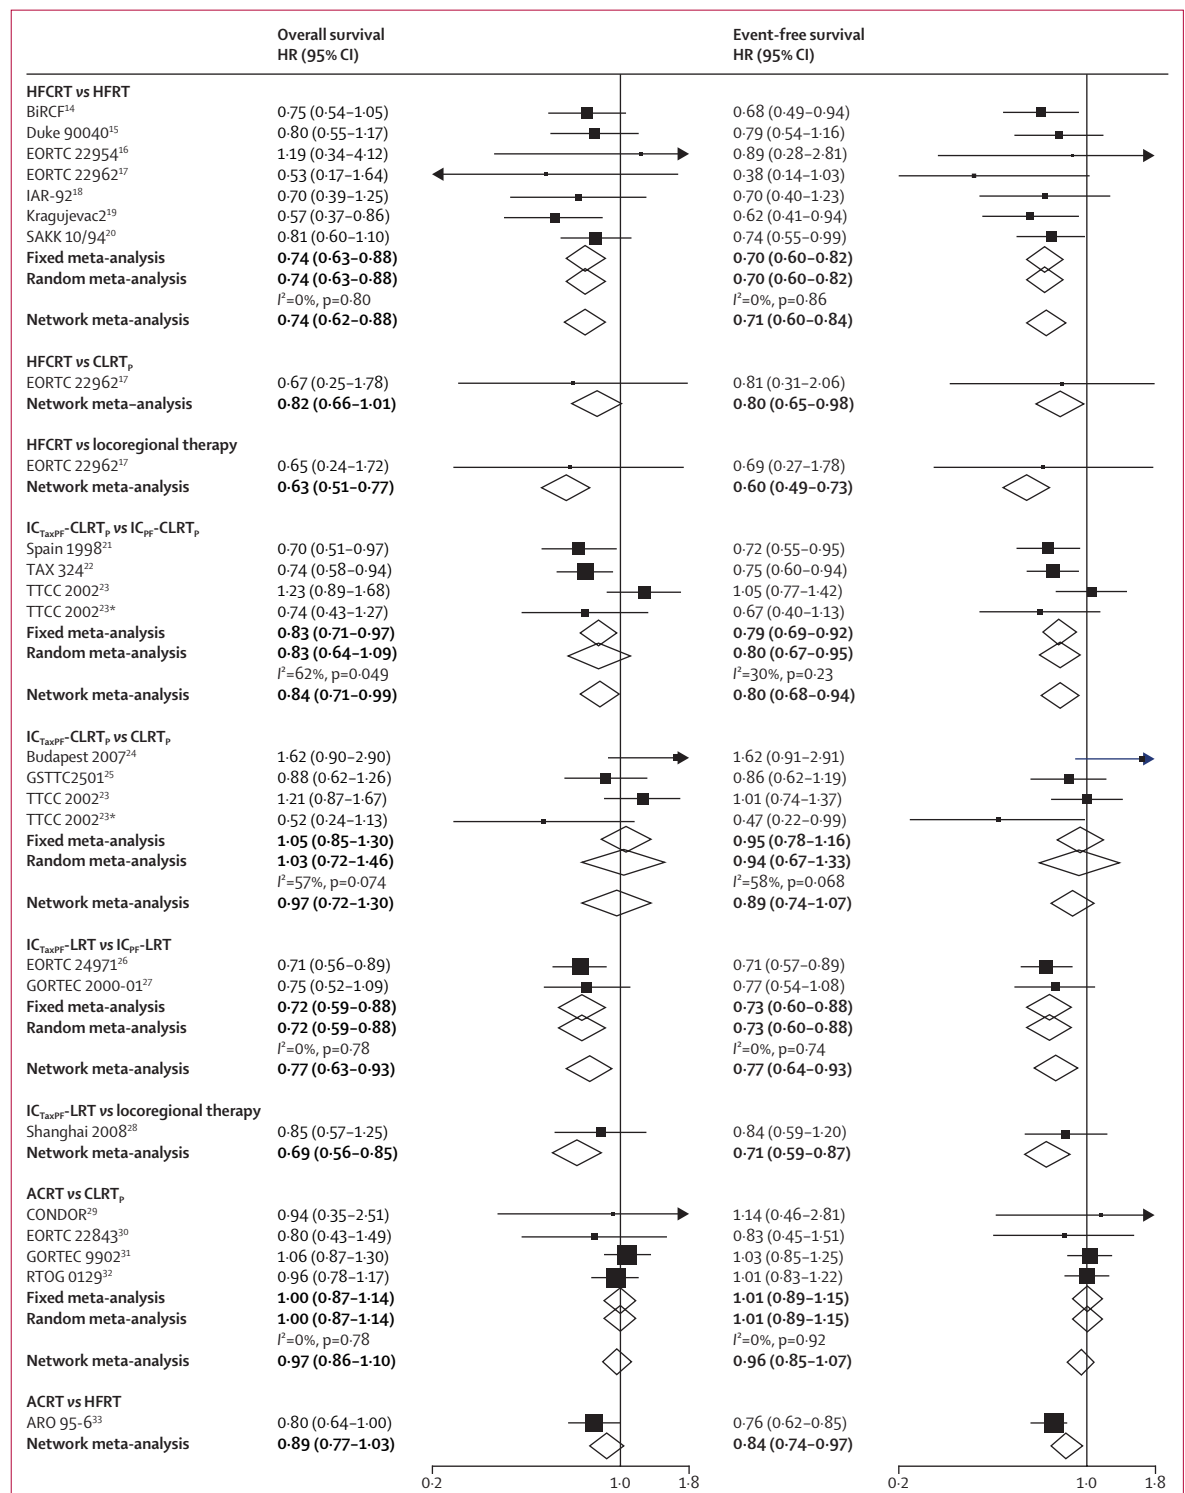 Overall survival Event-free survival
HR (95% CI) HR (95% CI)
HFCRT vs HFRT
BiRCF14 0·75 (0·54–1·05) 0·68 (0·49–0·94)
Duke 9004015 0·80 (0·55–1·17) 0·79 (0·54–1·16)
EORTC 2295416 1·19 (0·34–4·12) 0·89 (0·28–2·81)
EORTC 2296217 0·53 (0·17–1·64) 0·38 (0·14–1·03)
IAR-9218 0·70 (0·39–1·25) 0·70 (0·40–1·23)
Kragujevac219 0·57 (0·37–0·86) 0·62 (0·41–0·94)
SAKK 10/9420 0·81 (0·60–1·10) 0·74 (0·55–0·99)
Fixed meta-analysis 0·74 (0·63–0·88) 0·70 (0·60–0·82)
Random meta-analysis 0·74 (0·63–0·88) 0·70 (0·60–0·82)
I²=0%, p=0·80 I²=0%, p=0·86
Network meta-analysis 0·74 (0·62–0·88) 0·71 (0·60–0·84)
HFCRT vs CLRTP
EORTC 2296217 0·67 (0·25–1·78) 0·81 (0·31–2·06)
Network meta–analysis 0·82 (0·66–1·01) 0·80 (0·65–0·98)
HFCRT vs locoregional therapy
EORTC 2296217 0·65 (0·24–1·72) 0·69 (0·27–1·78)
Network meta-analysis 0·63 (0·51–0·77) 0·60 (0·49–0·73)
ICTaxPF-CLRTP vs ICPF-CLRTP
Spain 199821 0·70 (0·51–0·97) 0·72 (0·55–0·95)
TAX 32422 0·74 (0·58–0·94) 0·75 (0·60–0·94)
TTCC 200223 1·23 (0·89–1·68) 1·05 (0·77–1·42)
TTCC 200223* 0·74 (0·43–1·27) 0·67 (0·40–1·13)
Fixed meta-analysis 0·83 (0·71–0·97) 0·79 (0·69–0·92)
Random meta-analysis 0·83 (0·64–1·09) 0·80 (0·67–0·95)
I²=62%, p=0·049 I²=30%, p=0·23
Network meta-analysis 0·84 (0·71–0·99) 0·80 (0·68–0·94)
ICTaxPF-CLRTP vs CLRTP
Budapest 200724 1·62 (0·90–2·90) 1·62 (0·91–2·91)
GSTTC250125 0·88 (0·62–1·26) 0·86 (0·62–1·19)
TTCC 200223 1·21 (0·87–1·67) 1·01 (0·74–1·37)
TTCC 200223* 0·52 (0·24–1·13) 0·47 (0·22–0·99)
Fixed meta-analysis 1·05 (0·85–1·30) 0·95 (0·78–1·16)
Random meta-analysis 1·03 (0·72–1·46) 0·94 (0·67–1·33)
I²=57%, p=0·074 I²=58%, p=0·068
Network meta-analysis 0·97 (0·72–1·30) 0·89 (0·74–1·07)
ICTaxPF-LRT vs ICPF-LRT
EORTC 2497126 0·71 (0·56–0·89) 0·71 (0·57–0·89)
GORTEC 2000-0127 0·75 (0·52–1·09) 0·77 (0·54–1·08)
Fixed meta-analysis 0·72 (0·59–0·88) 0·73 (0·60–0·88)
Random meta-analysis 0·72 (0·59–0·88) 0·73 (0·60–0·88)
I²=0%, p=0·78 I²=0%, p=0·74
Network meta-analysis 0·77 (0·63–0·93) 0·77 (0·64–0·93)
ICTaxPF-LRT vs locoregional therapy
Shanghai 200828 0·85 (0·57–1·25) 0·84 (0·59–1·20)
Network meta-analysis 0·69 (0·56–0·85) 0·71 (0·59–0·87)
ACRT vs CLRTP
CONDOR29 0·94 (0·35–2·51) 1·14 (0·46–2·81)
EORTC 2284330 0·80 (0·43–1·49) 0·83 (0·45–1·51)
GORTEC 990231 1·06 (0·87–1·30) 1·03 (0·85–1·25)
RTOG 012932 0·96 (0·78–1·17) 1·01 (0·83–1·22)
Fixed meta-analysis 1·00 (0·87–1·14) 1·01 (0·89–1·15)
Random meta-analysis 1·00 (0·87–1·14) 1·01 (0·89–1·15)
I²=0%, p=0·78 I²=0%, p=0·92
Network meta-analysis 0·97 (0·86–1·10) 0·96 (0·85–1·07)
ACRT vs HFRT
ARO 95-633 0·80 (0·64–1·00) 0·76 (0·62–0·85)
Network meta-analysis 0·89 (0·77–1·03) 0·84 (0·74–0·97)
0·2 1·0 1·8 0·2 1·0 1·8